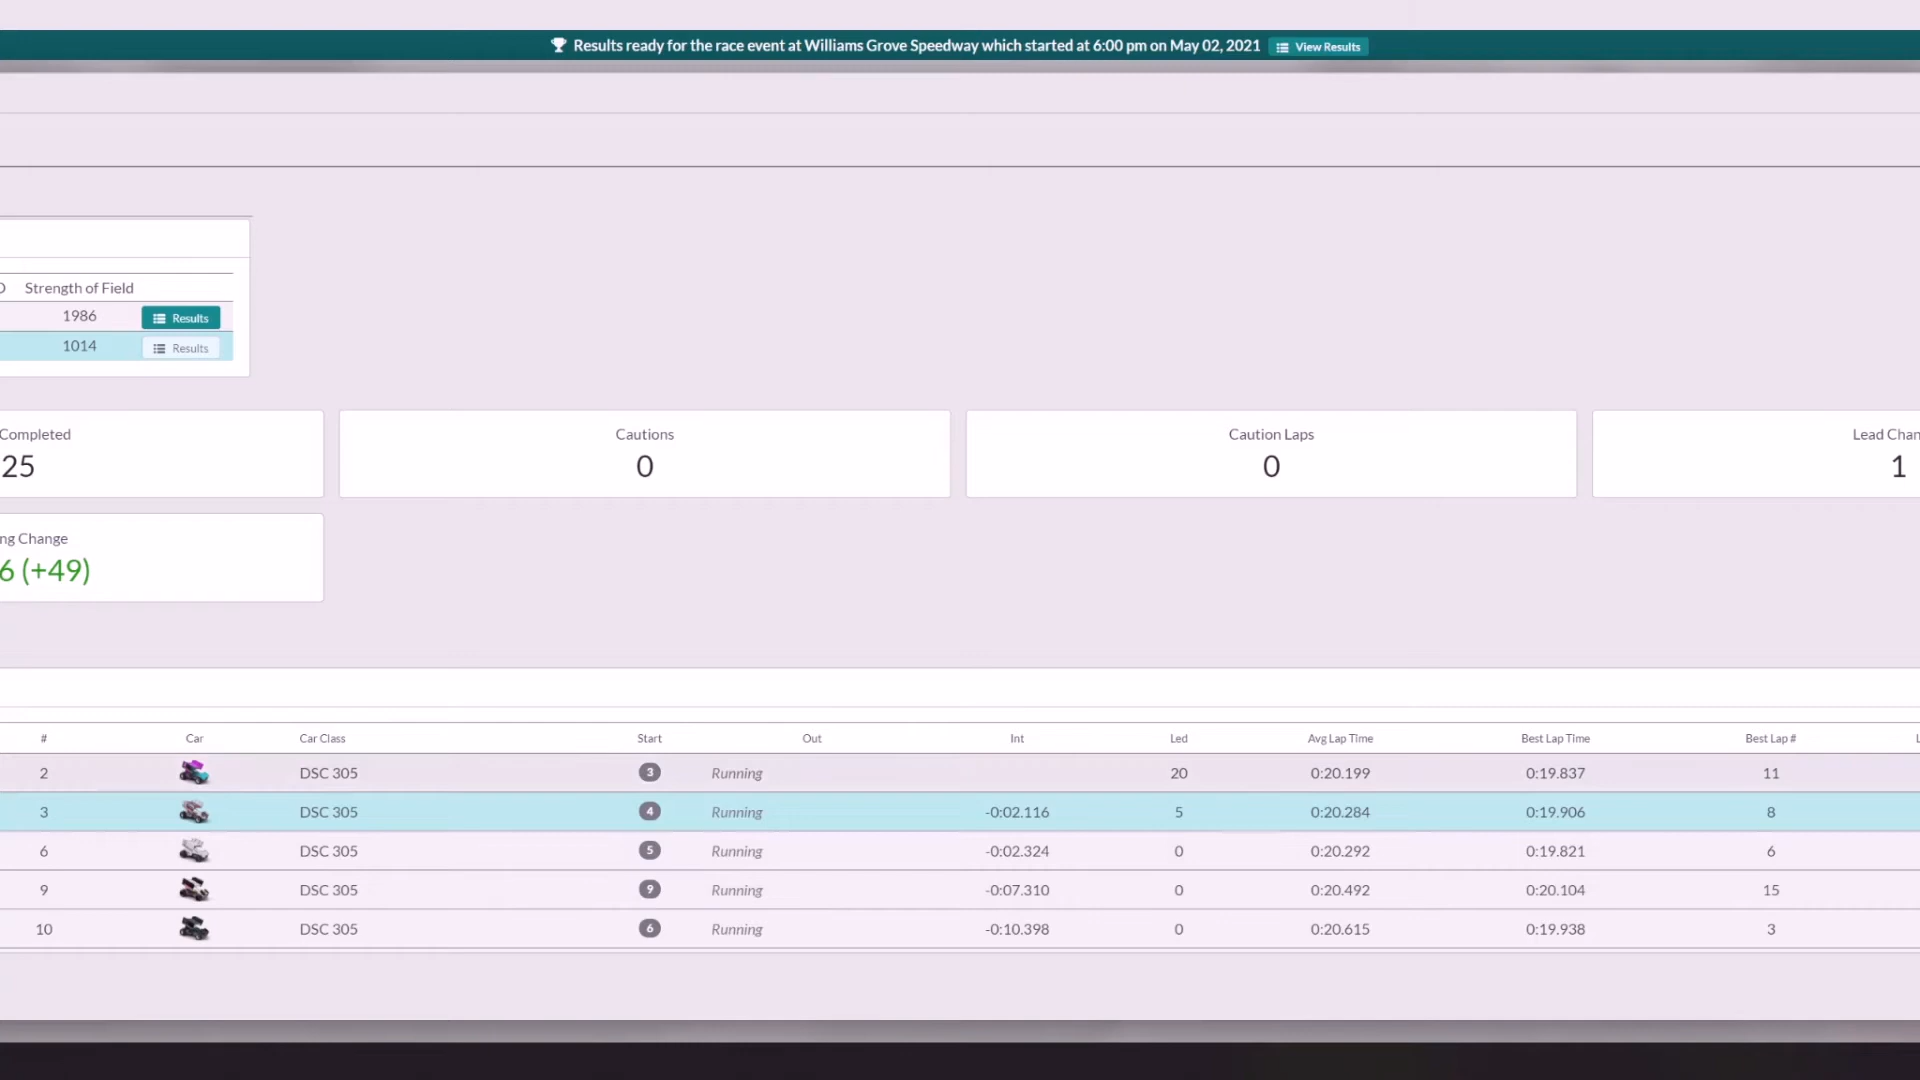 Results ready for the race event at Williams Grove Speedway which started at 6:00 pm on May 02, 2021 View Results
Strength of Field
1986 Results
1014 Results
Completed Cautions Caution Laps Lead Chan
25 0 0 1
ng Change
6 (+49)
# Car Car Class Start Out Int Led Avg Lap Time Best Lap Time Best Lap #
2 DSC 305 3 Running 20 0:20.199 0:19.837 11
3 DSC 305 4 Running -0:02.116 5 0:20.284 0:19.906 8
6 DSC 305 5 Running -0:02.324 0 0:20.292 0:19.821 6
9 DSC 305 9 Running -0:07.310 0 0:20.492 0:20.104 15
10 DSC 305 6 Running -0:10.398 0 0:20.615 0:19.938 3